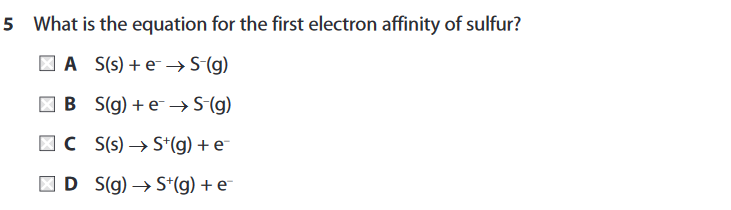 5 What is the equation for the first electron affinity of sulfur?
A S(s) + e⁻ → S⁻(g)
B S(g) + e⁻ → S⁻(g)
C S(s) → S⁺(g) + e⁻
D S(g) → S⁺(g) + e⁻